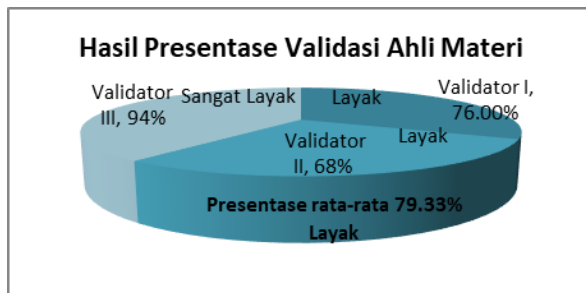 Hasil Presentase Validasi Ahli Materi
Validator
III, 94%
Sangat Layak
Layak
Validator I,
76.00%
Validator
II, 68%
Layak
Presentase rata-rata 79.33%
Layak